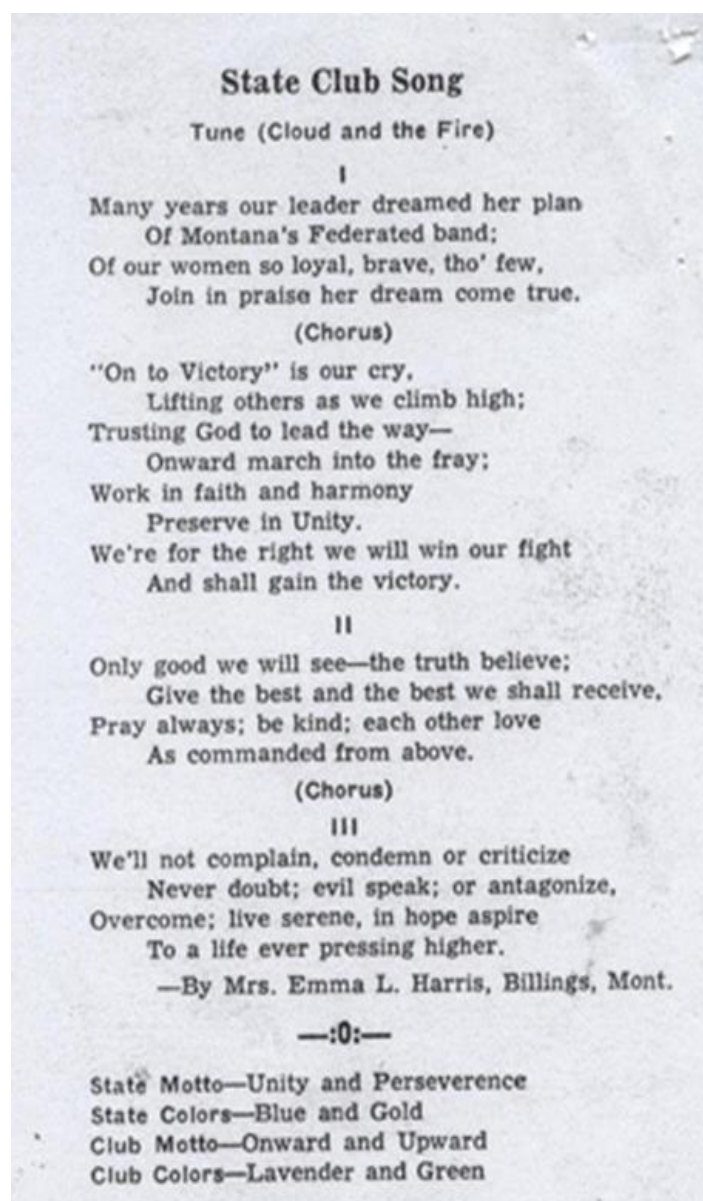 State Club Song
Tune (Cloud and the Fire)
I
Many years our leader dreamed her plan
Of Montana's Federated band;
Of our women so loyal, brave, tho' few,
Join in praise her dream come true.
(Chorus)
"On to Victory" is our cry,
Lifting others as we climb high;
Trusting God to lead the way—
Onward march into the fray;
Work in faith and harmony
Preserve in Unity.
We're for the right we will win our fight
And shall gain the victory.
II
Only good we will see—the truth believe;
Give the best and the best we shall receive,
Pray always; be kind; each other love
As commanded from above.
(Chorus)
III
We'll not complain, condemn or criticize
Never doubt; evil speak; or antagonize,
Overcome; live serene, in hope aspire
To a life ever pressing higher.
—By Mrs. Emma L. Harris, Billings, Mont.
—:0:—
State Motto—Unity and Perseverence
State Colors—Blue and Gold
Club Motto—Onward and Upward
Club Colors—Lavender and Green